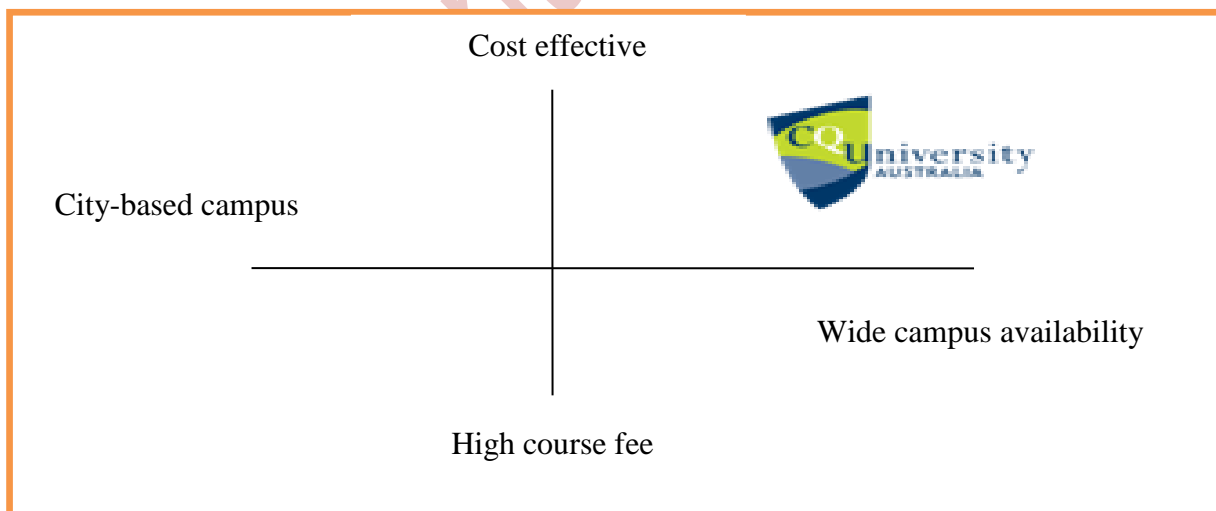 Cost effective
CQUniversity
AUSTRALIA
City-based campus
Wide campus availability
High course fee